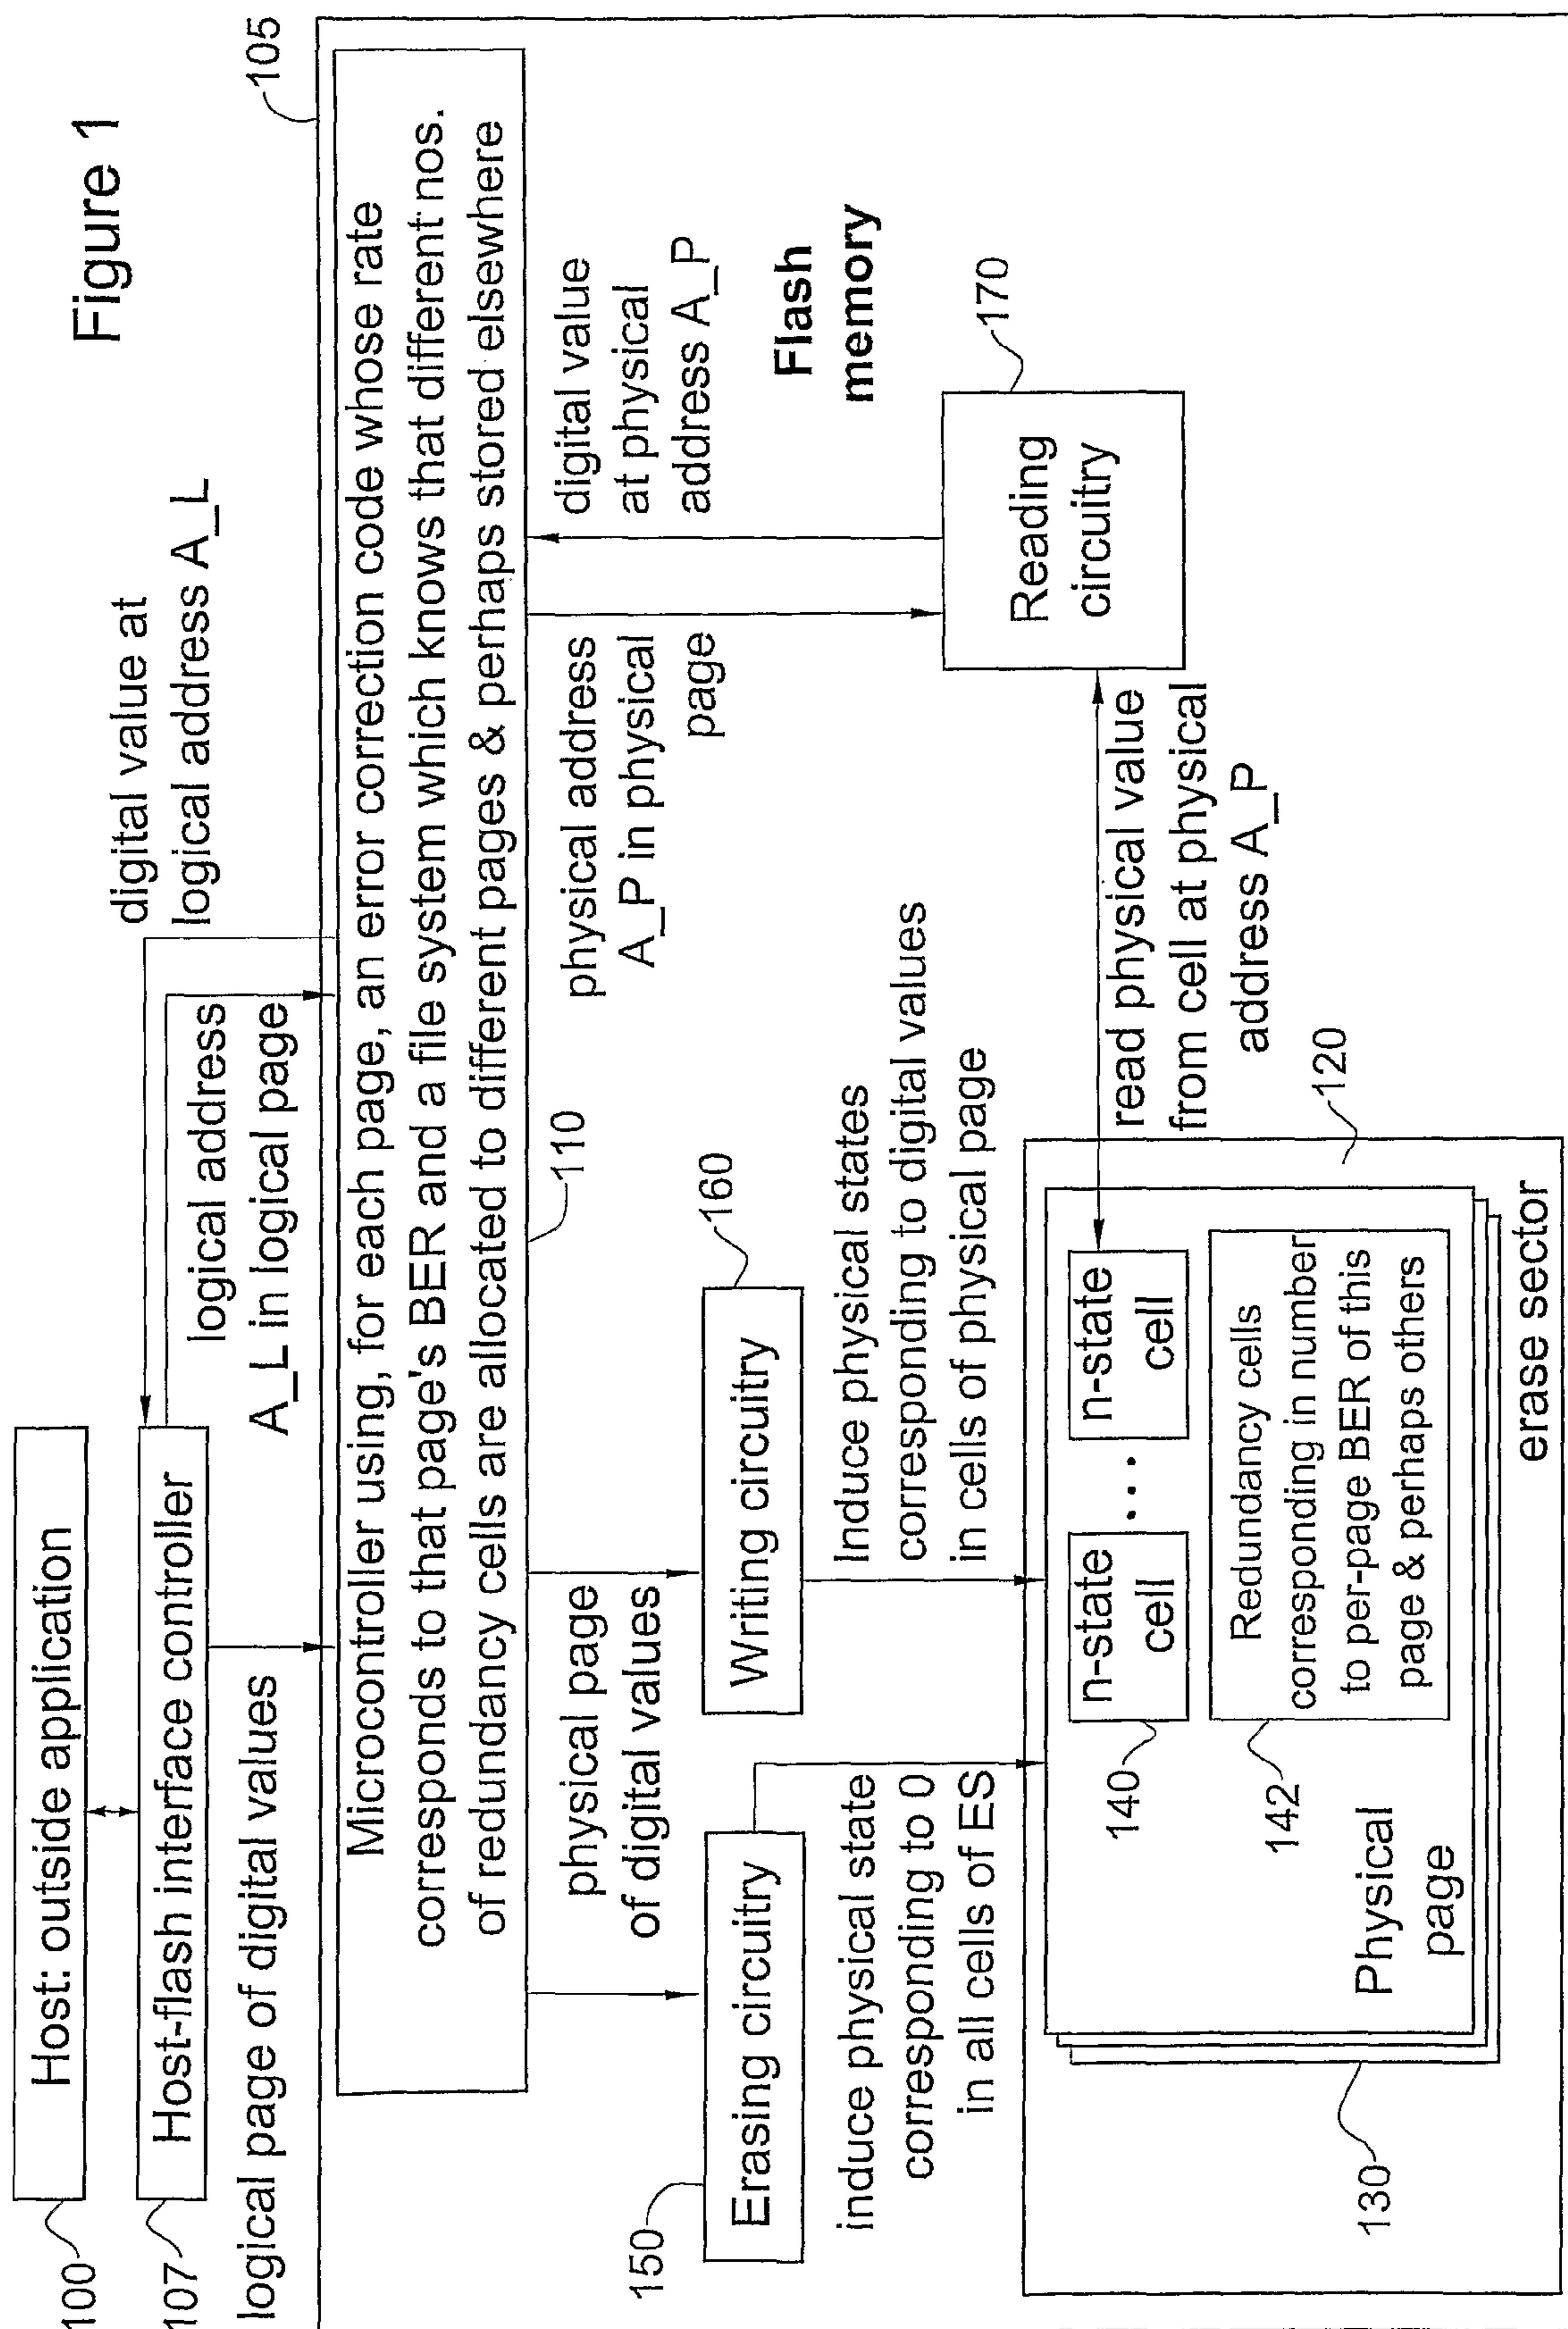 Figure 1
100
Host: outside application
107
Host-flash interface controller
digital value at
logical address A_L
logical address
A_L in logical page
logical page of digital values
105
Microcontroller using, for each page, an error correction code whose rate
corresponds to that page's BER and a file system which knows that different nos.
of redundancy cells are allocated to different pages & perhaps stored elsewhere
110
physical page
of digital values
physical address
A_P in physical
page
digital value
at physical
address A_P
Flash
memory
150
Erasing circuitry
160
Writing circuitry
170
Reading
circuitry
induce physical state
corresponding to 0
in all cells of ES
Induce physical states
corresponding to digital values
in cells of physical page
read physical value
from cell at physical
address A_P
120
140
n-state
cell
...
n-state
cell
142
Redundancy cells
corresponding in number
to per-page BER of this
page & perhaps others
Physical
page
130
erase sector